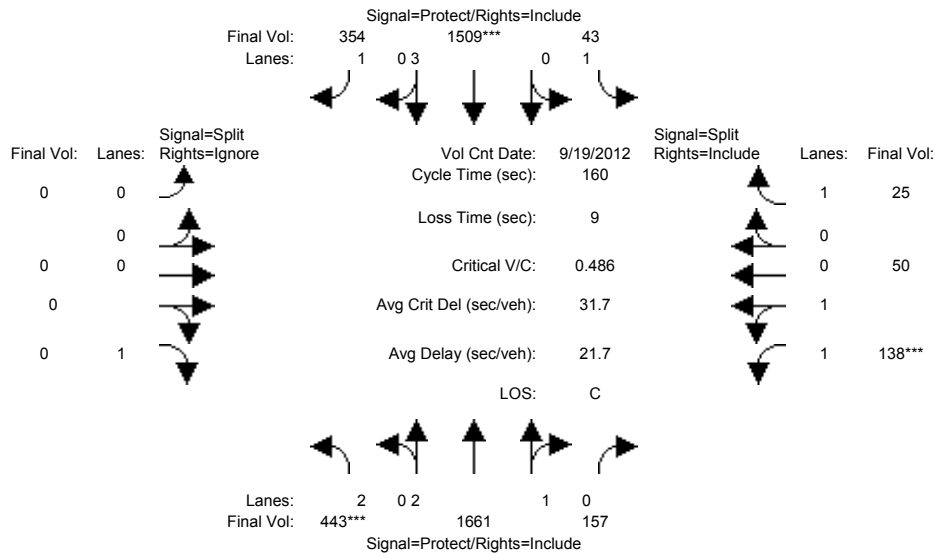 Signal=Protect/Rights=Include
Final Vol: 354 1509*** 43
Lanes: 1 0 3 0 1
Signal=Split Signal=Split
Final Vol: Lanes: Rights=Ignore Vol Cnt Date: 9/19/2012 Rights=Include Lanes: Final Vol:
Cycle Time (sec): 160
0 0 1 25
Loss Time (sec): 9
0 0
0 0 Critical V/C: 0.486 0 50
0 Avg Crit Del (sec/veh): 31.7 1
0 1 Avg Delay (sec/veh): 21.7 1 138***
LOS: C
Lanes: 2 0 2 1 0
Final Vol: 443*** 1661 157
Signal=Protect/Rights=Include